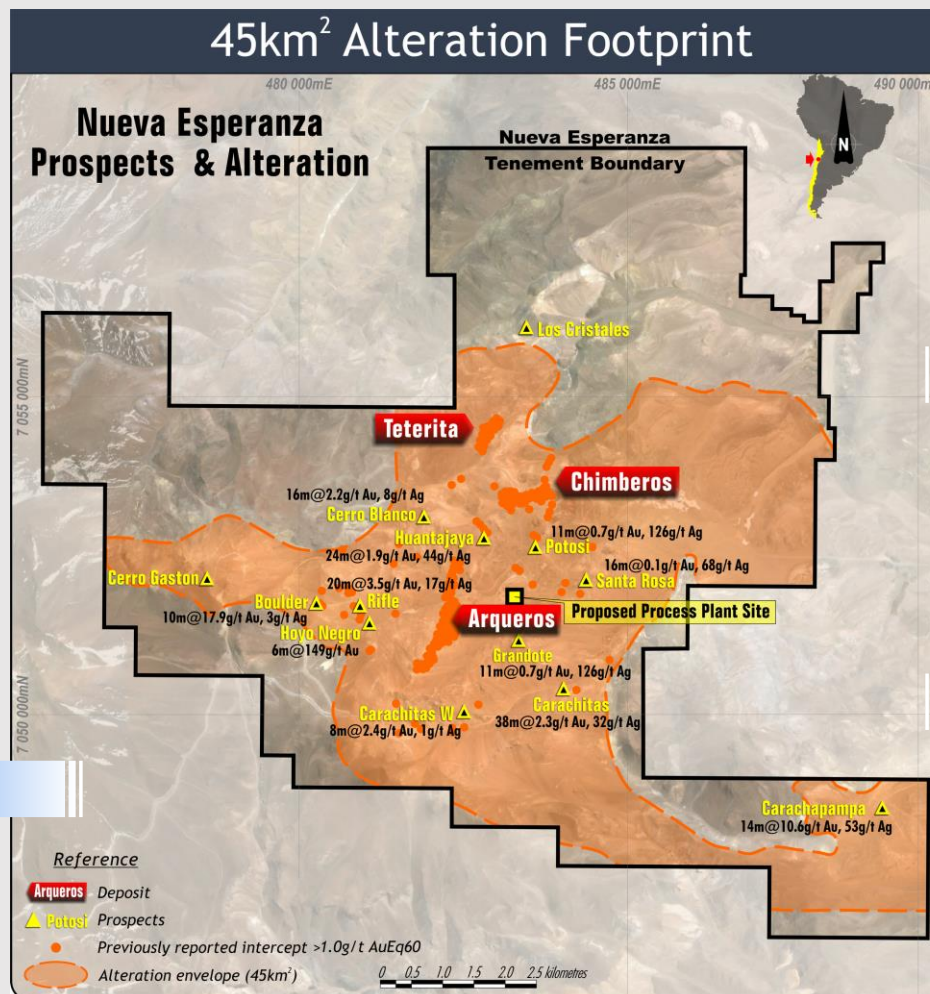 45km² Alteration Footprint
480 000mE
485 000mE
490 000mE
Nueva Esperanza
Prospects & Alteration
Nueva Esperanza
Tenement Boundary
N
Los Cristales
7 055 000mN
Teterita
Chimberos
16m@2.2g/t Au, 8g/t Ag
Cerro Blanco
Huantajaya
24m@1.9g/t Au, 44g/t Ag
11m@0.7g/t Au, 126g/t Ag
Potosi
16m@0.1g/t Au, 68g/t Ag
Santa Rosa
Cerro Gaston
20m@3.5g/t Au, 17g/t Ag
Boulder
Rifle
10m@17.9g/t Au, 3g/t Ag
Hoyo Negro
6m@149g/t Au
Arqueros
Proposed Process Plant Site
Grandote
11m@0.7g/t Au, 126g/t Ag
Carachitas
38m@2.3g/t Au, 32g/t Ag
Carachitas W
8m@2.4g/t Au, 1g/t Ag
7 050 000mN
Carachapampa
14m@10.6g/t Au, 53g/t Ag
Reference
Arqueros Deposit
Potosi Prospects
Previously reported intercept >1.0g/t AuEq60
Alteration envelope (45km²)
0 0.5 1.0 1.5 2.0 2.5 kilometres